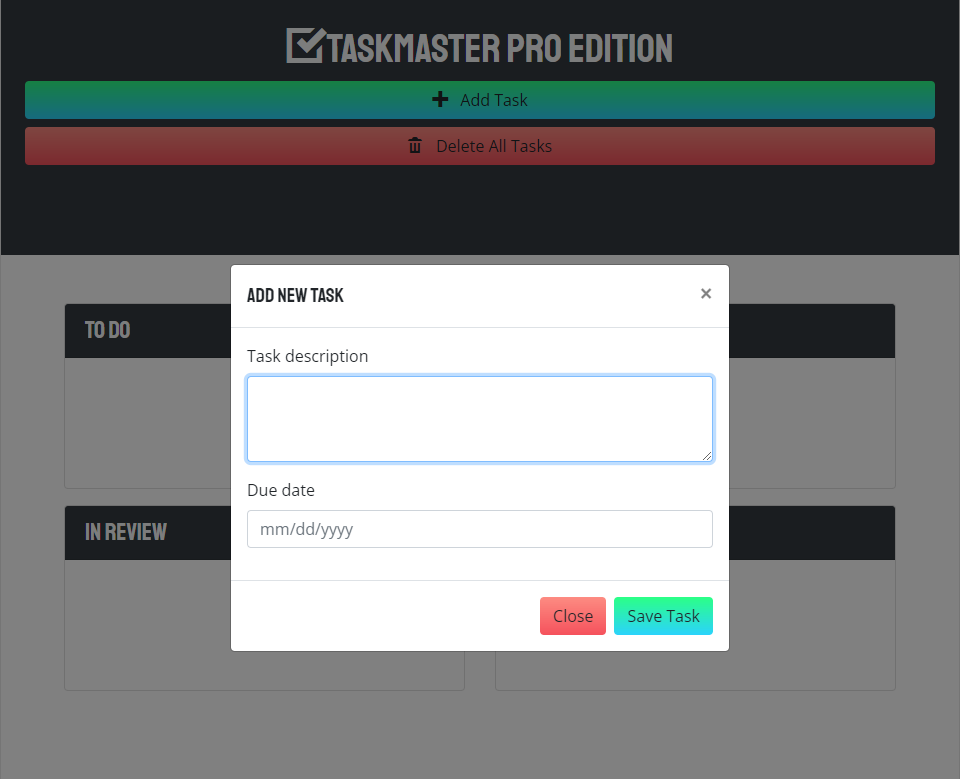 TASKMASTER PRO EDITION
Add Task
Delete All Tasks
ADD NEW TASK ×
TO DO
Task description
Due date
mm/dd/yyyy
IN REVIEW
Close Save Task